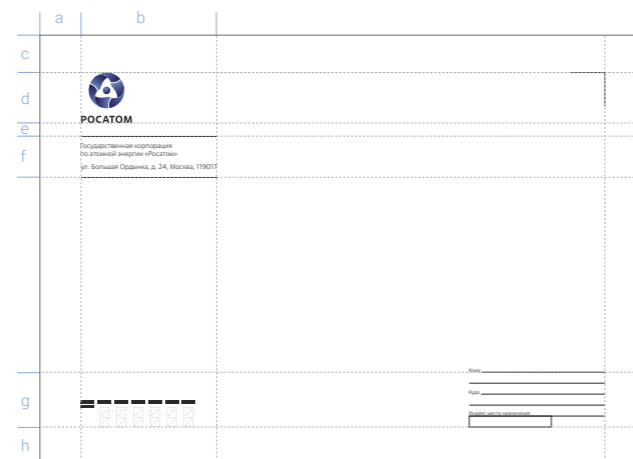 a b
c
d
РОСАТОМ
e
f
Государственная корпорация
по атомной энергии «Росатом»
ул. Большая Ордынка, д. 24, Москва, 119017
Кому
g
Куда
Индекс места назначения
h